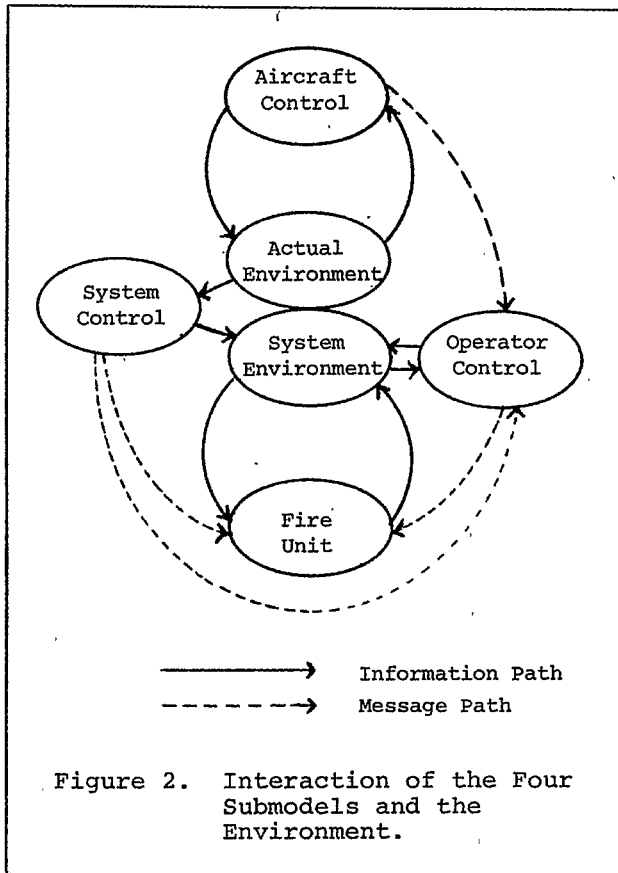 Aircraft
Control
Actual
Environment
System
Control
System
Environment
Operator
Control
Fire
Unit
Information Path
Message Path
Figure 2. Interaction of the Four
Submodels and the
Environment.